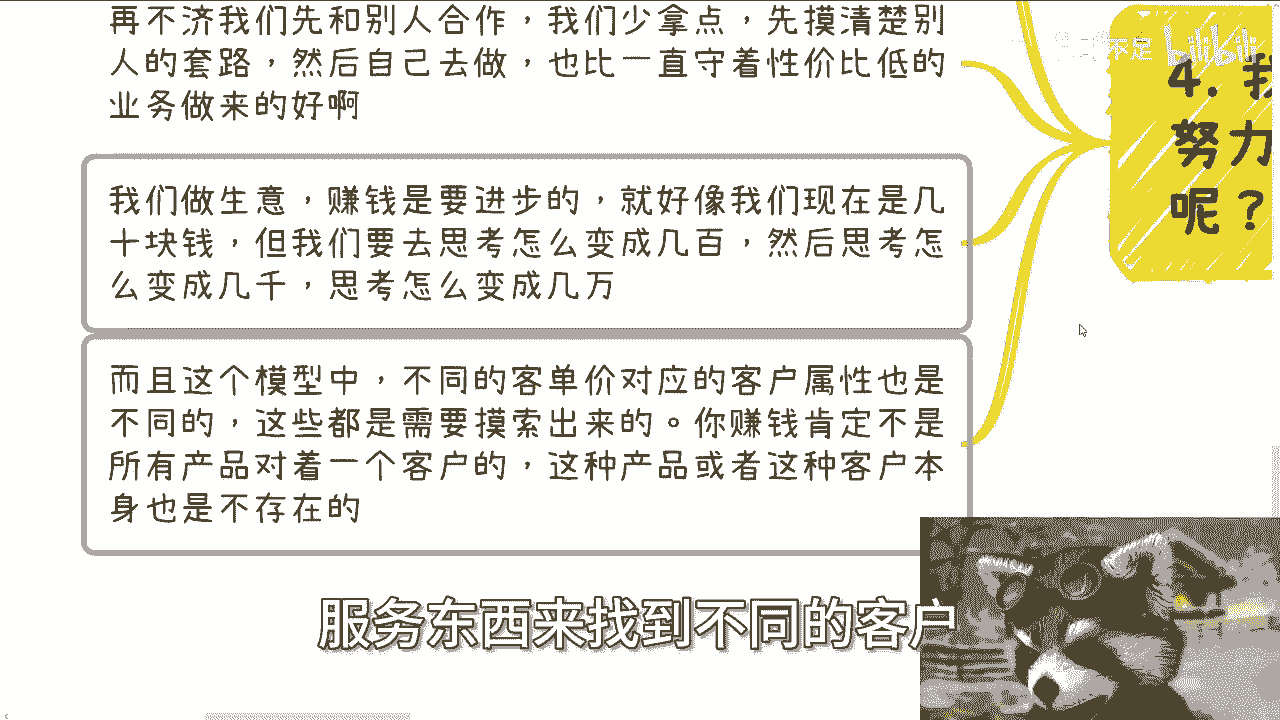 再不济我们先和别人合作，我们少拿点，先摸清楚别
人的套路，然后自己去做，也比一直守着性价比低的
业务做来的好啊
我们做生意，赚钱是要进步的，就好像我们现在是几
十块钱，但我们要去思考怎么变成几百，然后思考怎
么变成几千，思考怎么变成几万
而且这个模型中，不同的客单价对应的客户属性也是
不同的，这些都是需要摸索出来的。你赚钱肯定不是
所有产品对着一个客户的，这种产品或者这种客户本
身也是不存在的
不足 bilibili
4. 我
努力
呢？
服务东西来找到不同的客户